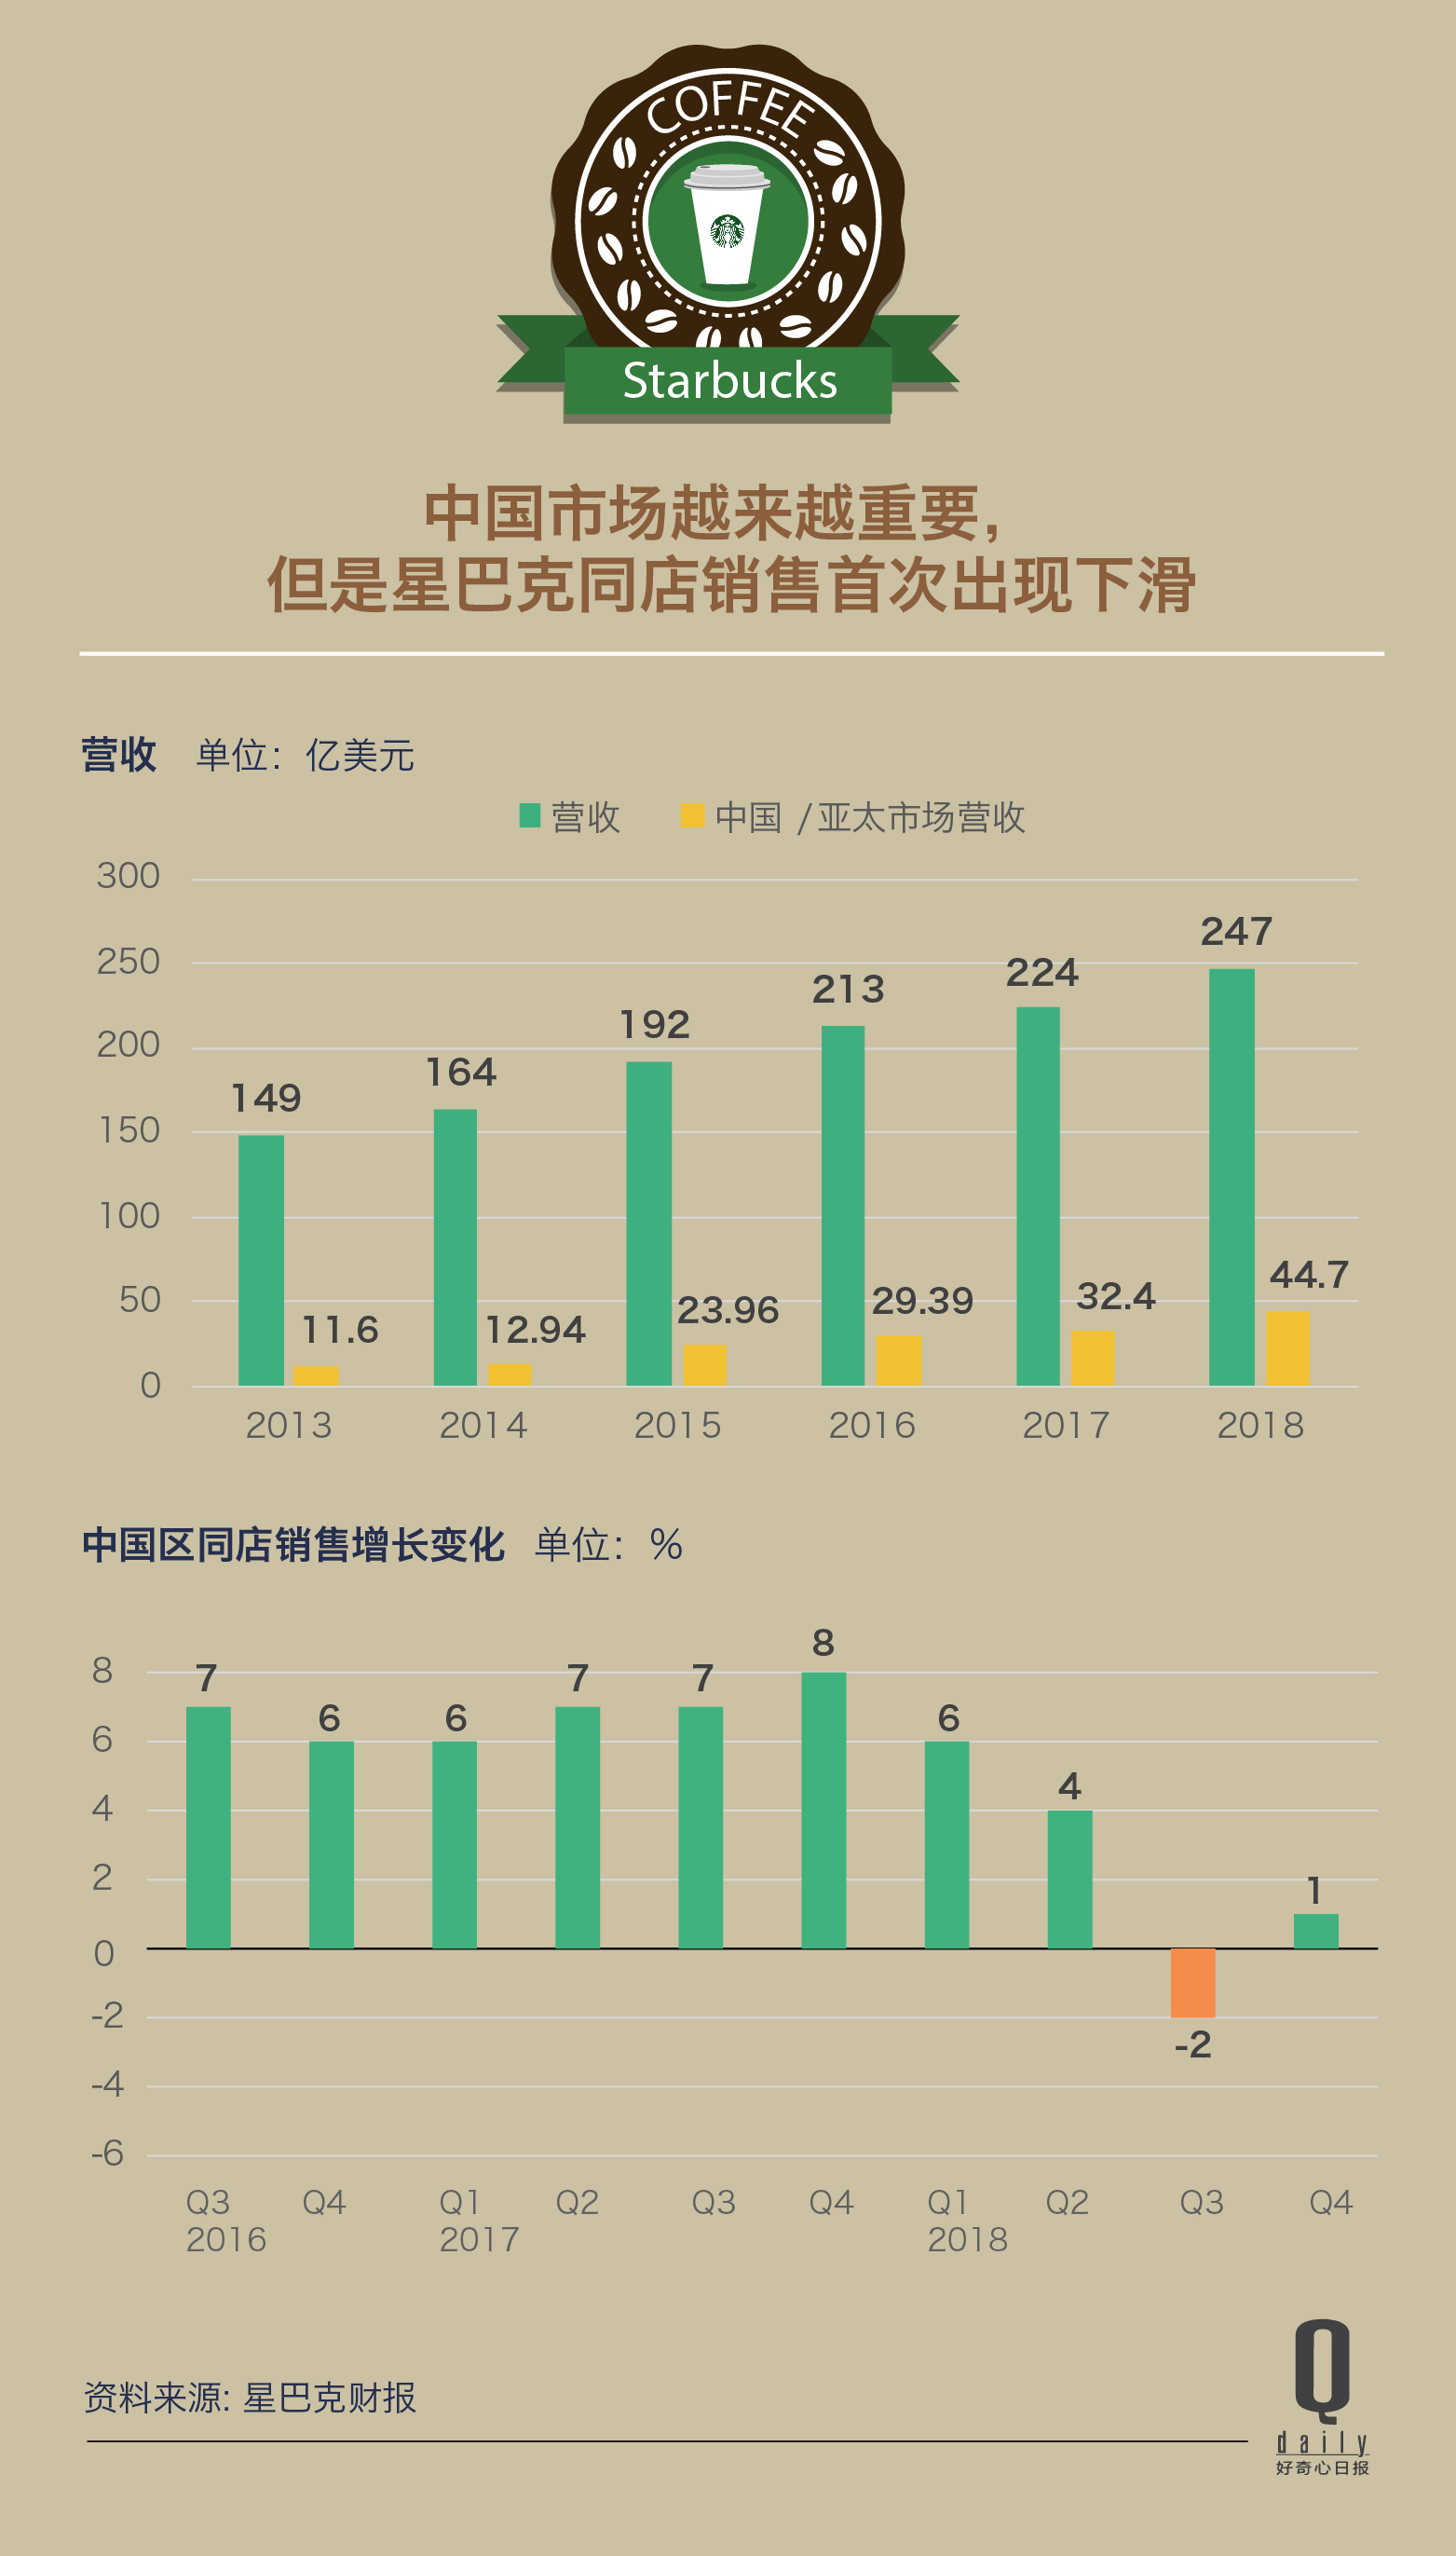 COFFEE
Starbucks
中国市场越来越重要，
但是星巴克同店销售首次出现下滑
营收 单位：亿美元
营收 中国 / 亚太市场营收
300
250
200
150
100
50
0
149 164 192 213 224 247
11.6 12.94 23.96 29.39 32.4 44.7
2013 2014 2015 2016 2017 2018
中国区同店销售增长变化 单位：%
8
6
4
2
0
-2
-4
-6
7 6 6 7 7 8 6 4 -2 1
Q3 Q4 Q1 Q2 Q3 Q4 Q1 Q2 Q3 Q4
2016 2017 2018
资料来源: 星巴克财报
Q
daily
好奇心日报